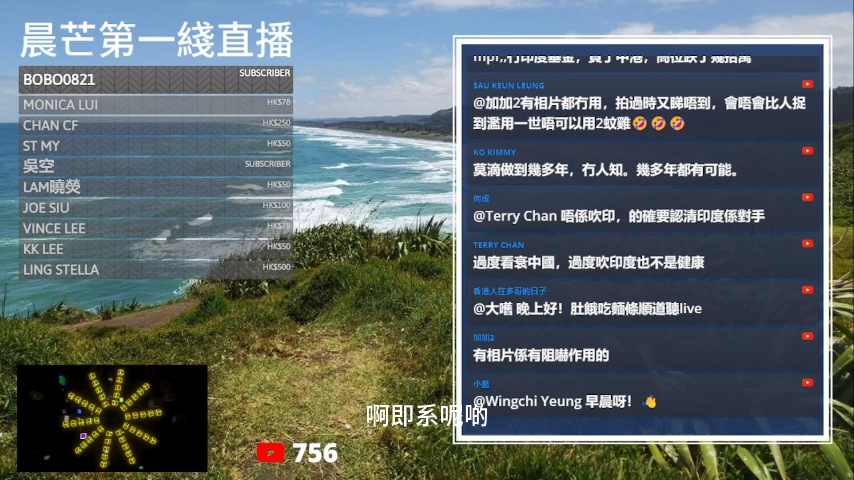 晨芒第一綫直播
BOBO0821 SUBSCRIBER
MONICA LUI HK$78
CHAN CF HK$250
ST MY HK$50
吳空 SUBSCRIBER
LAM曉熒 HK$50
JOE SIU HK$100
VINCE LEE HK$78
KK LEE HK$50
LING STELLA HK$500
SAU KEUN LEUNG
@加加2有相片都冇用，拍過時又睇唔到，會唔會比人捉
到濫用一世唔可以用2蚊雞🤣🤣🤣
KO KIMMY
莫滴做到幾多年，冇人知。幾多年都有可能。
何虎
@Terry Chan 唔係吹印，的確要認清印度係對手
TERRY CHAN
過度看衰中國，過度吹印度也不是健康
香港人在多哥的日子
@大嚿 晚上好！肚餓吃麵條順道聽live
加加2
有相片係有阻嚇作用的
@Wingchi Yeung 早晨呀！👏
啊即系呢啲
756